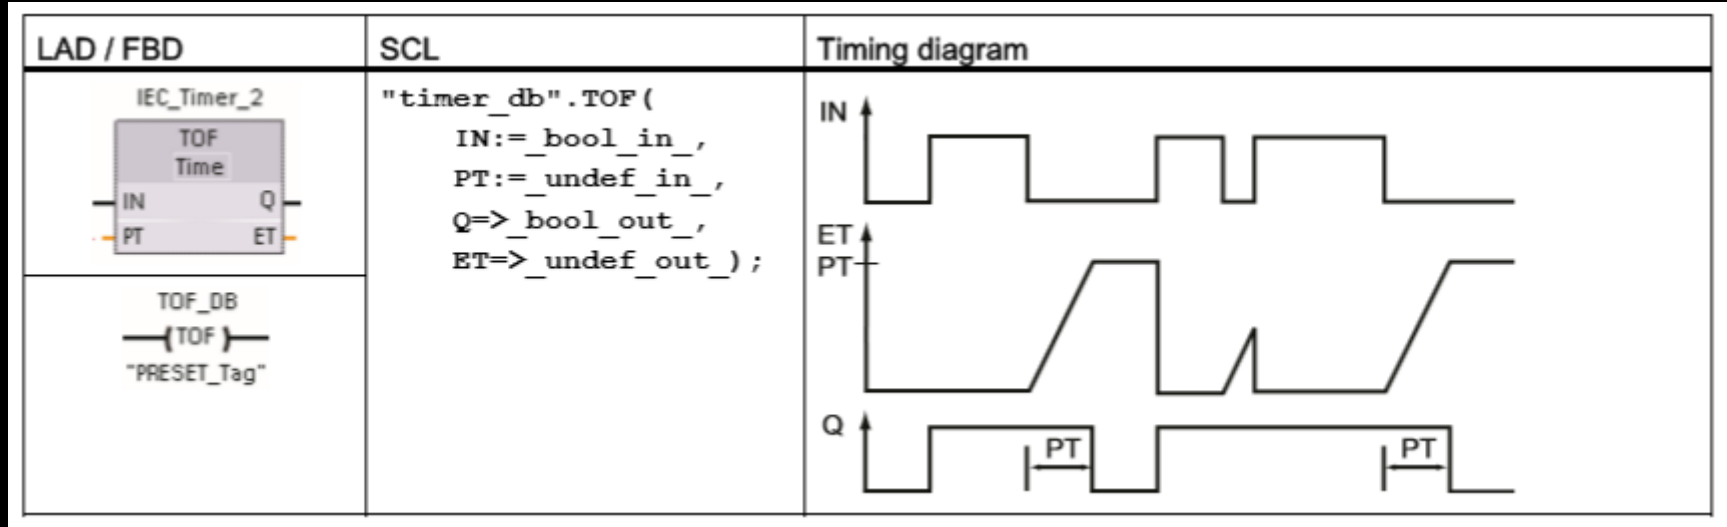 LAD / FBD
SCL
Timing diagram
IEC_Timer_2
TOF
Time
IN Q
PT ET
TOF_DB
( TOF )
"PRESET_Tag"
"timer_db".TOF(
IN:=_bool_in_,
PT:=_undef_in_,
Q=>_bool_out_,
ET=>_undef_out_);
IN
ET
PT
Q
PT
PT